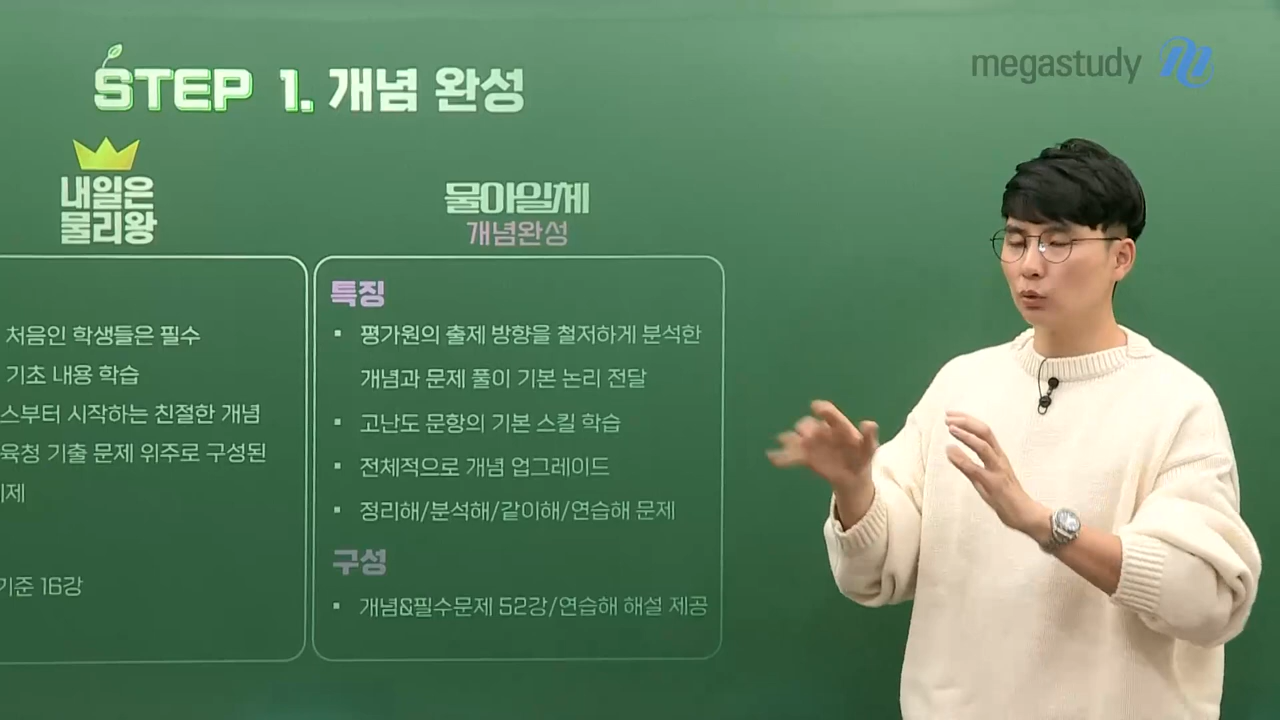 STEP 1. 개념 완성
megastudy
내일은
물리왕
처음인 학생들은 필수
기초 내용 학습
스부터 시작하는 친절한 개념
육청 기출 문제 위주로 구성된
제
기준 16강
물아일체
개념완성
특징
▪ 평가원의 출제 방향을 철저하게 분석한
개념과 문제 풀이 기본 논리 전달
▪ 고난도 문항의 기본 스킬 학습
▪ 전체적으로 개념 업그레이드
▪ 정리해/분석해/같이해/연습해 문제
구성
▪ 개념&필수문제 52강/연습해 해설 제공